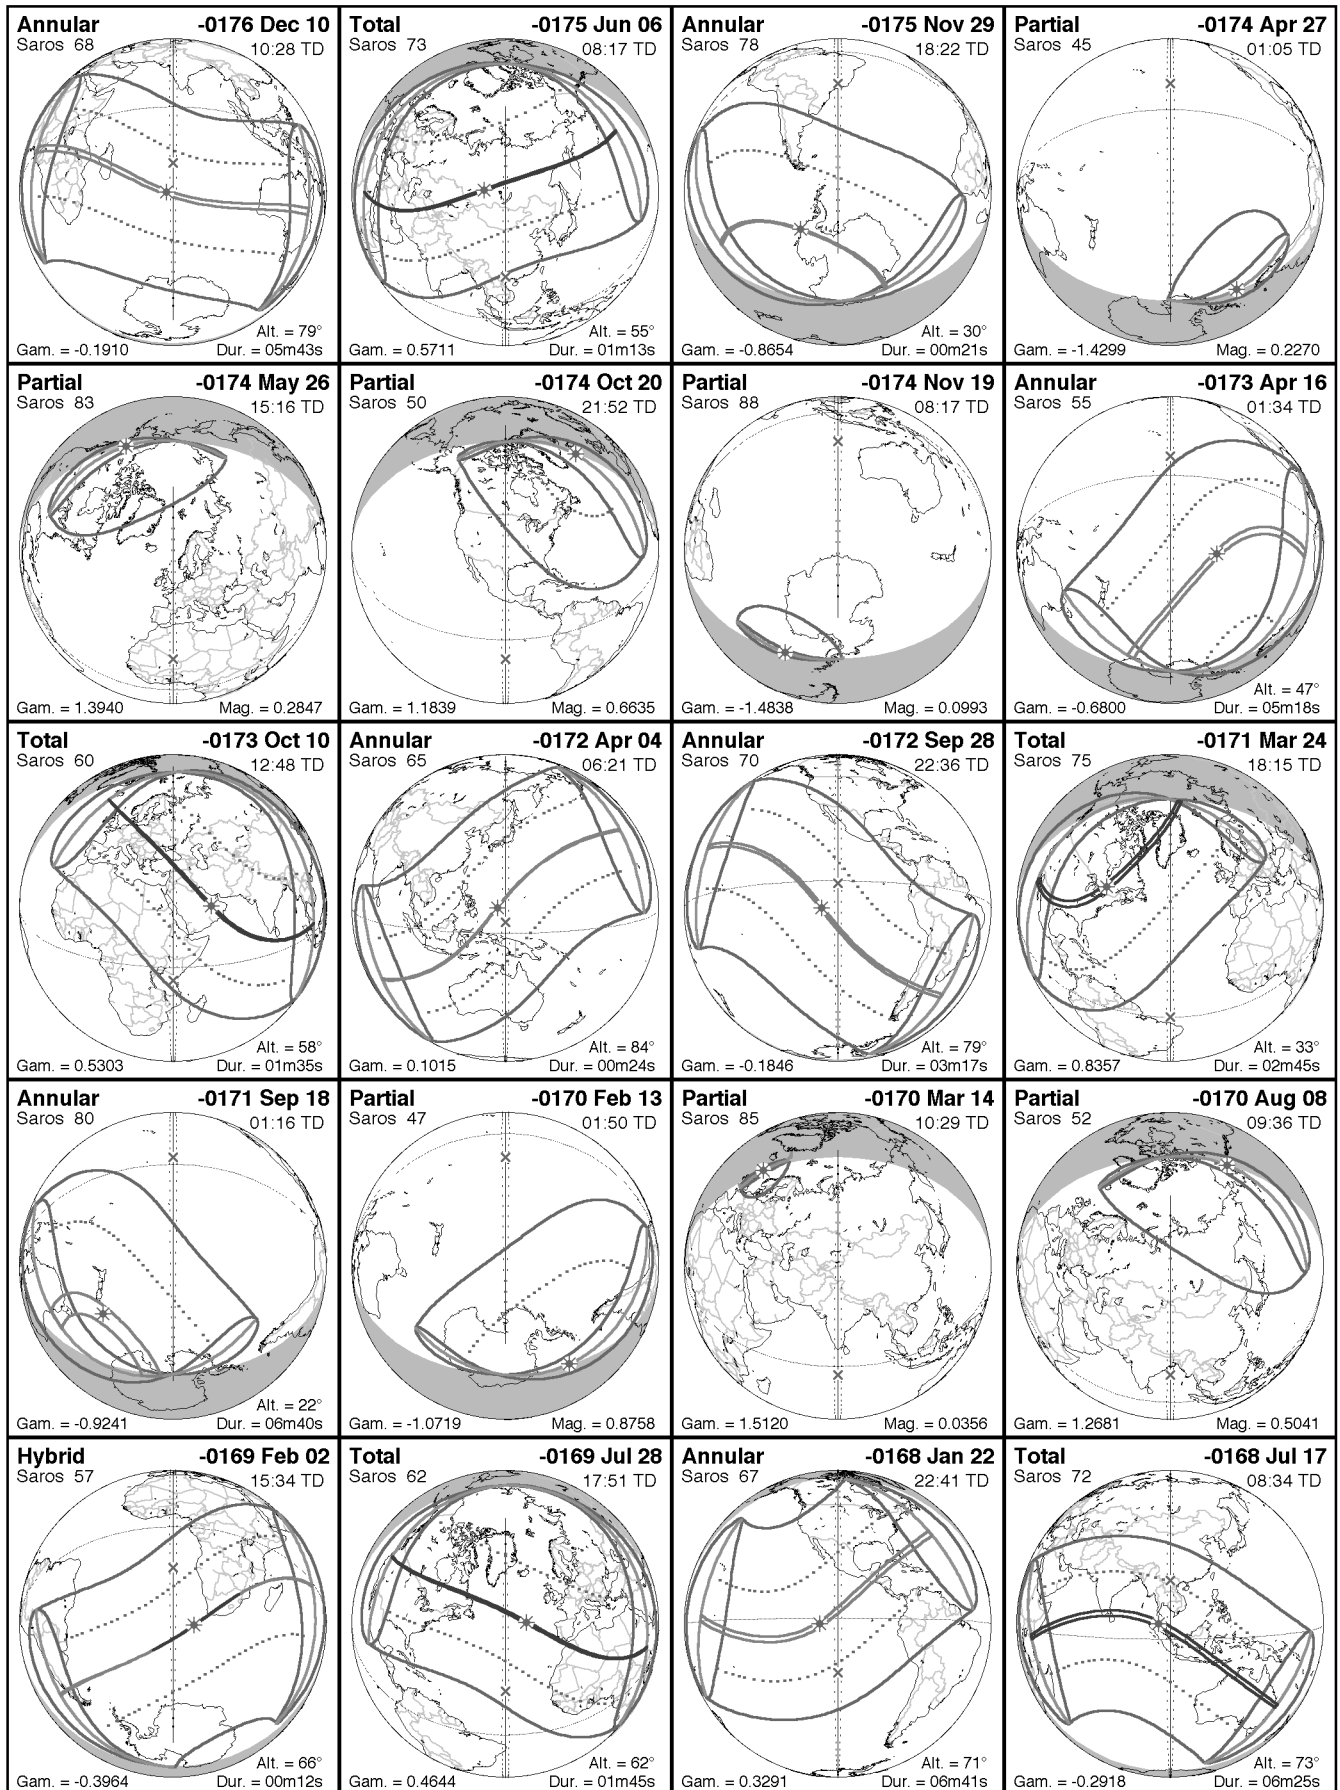 Annular -0176 Dec 10
Saros 68 10:28 TD
Alt. = 79°
Gam. = -0.1910 Dur. = 05m43s
Total -0175 Jun 06
Saros 73 08:17 TD
Alt. = 55°
Gam. = 0.5711 Dur. = 01m13s
Annular -0175 Nov 29
Saros 78 18:22 TD
Alt. = 30°
Gam. = -0.8654 Dur. = 00m21s
Partial -0174 Apr 27
Saros 45 01:05 TD
Gam. = -1.4299 Mag. = 0.2270
Partial -0174 May 26
Saros 83 15:16 TD
Gam. = 1.3940 Mag. = 0.2847
Partial -0174 Oct 20
Saros 50 21:52 TD
Gam. = 1.1839 Mag. = 0.6635
Partial -0174 Nov 19
Saros 88 08:17 TD
Gam. = -1.4838 Mag. = 0.0993
Annular -0173 Apr 16
Saros 55 01:34 TD
Alt. = 47°
Gam. = -0.6800 Dur. = 05m18s
Total -0173 Oct 10
Saros 60 12:48 TD
Alt. = 58°
Gam. = 0.5303 Dur. = 01m35s
Annular -0172 Apr 04
Saros 65 06:21 TD
Alt. = 84°
Gam. = 0.1015 Dur. = 00m24s
Annular -0172 Sep 28
Saros 70 22:36 TD
Alt. = 79°
Gam. = -0.1846 Dur. = 03m17s
Total -0171 Mar 24
Saros 75 18:15 TD
Alt. = 33°
Gam. = 0.8357 Dur. = 02m45s
Annular -0171 Sep 18
Saros 80 01:16 TD
Alt. = 22°
Gam. = -0.9241 Dur. = 06m40s
Partial -0170 Feb 13
Saros 47 01:50 TD
Gam. = -1.0719 Mag. = 0.8758
Partial -0170 Mar 14
Saros 85 10:29 TD
Gam. = 1.5120 Mag. = 0.0356
Partial -0170 Aug 08
Saros 52 09:36 TD
Gam. = 1.2681 Mag. = 0.5041
Hybrid -0169 Feb 02
Saros 57 15:34 TD
Alt. = 66°
Gam. = -0.3964 Dur. = 00m12s
Total -0169 Jul 28
Saros 62 17:51 TD
Alt. = 62°
Gam. = 0.4644 Dur. = 01m45s
Annular -0168 Jan 22
Saros 67 22:41 TD
Alt. = 71°
Gam. = 0.3291 Dur. = 06m41s
Total -0168 Jul 17
Saros 72 08:34 TD
Alt. = 73°
Gam. = -0.2918 Dur. = 06m25s